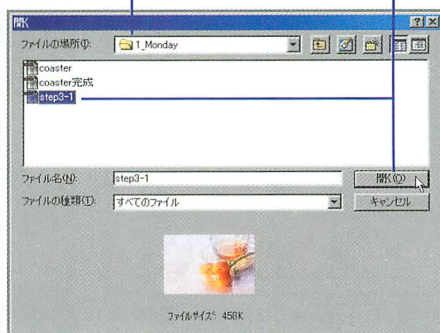 開く
ファイルの場所(I): 1_Monday
coaster
coaster完成
step3-1
ファイル名(N): step3-1 開く(O)
ファイルの種類(T): すべてのファイル キャンセル
ファイルサイズ: 458K